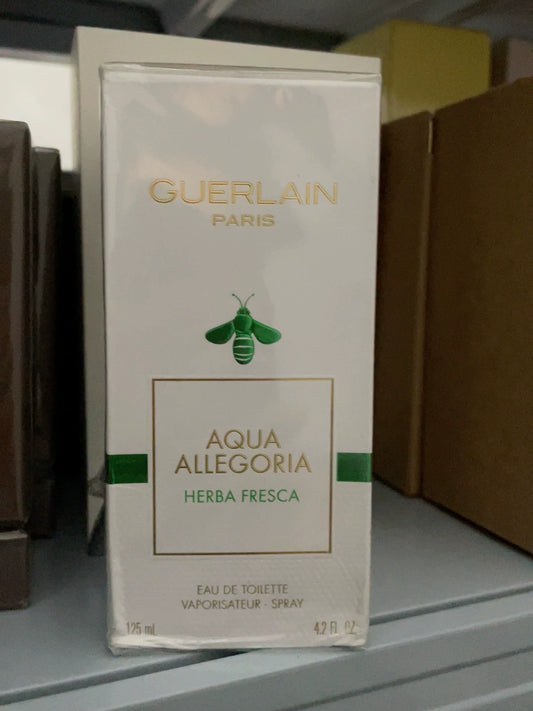 GUERLAIN
PARIS
AQUA
ALLEGORIA
HERBA FRESCA
EAU DE TOILETTE
VAPORISATEUR - SPRAY
125 mL 4.2 FL. OZ.